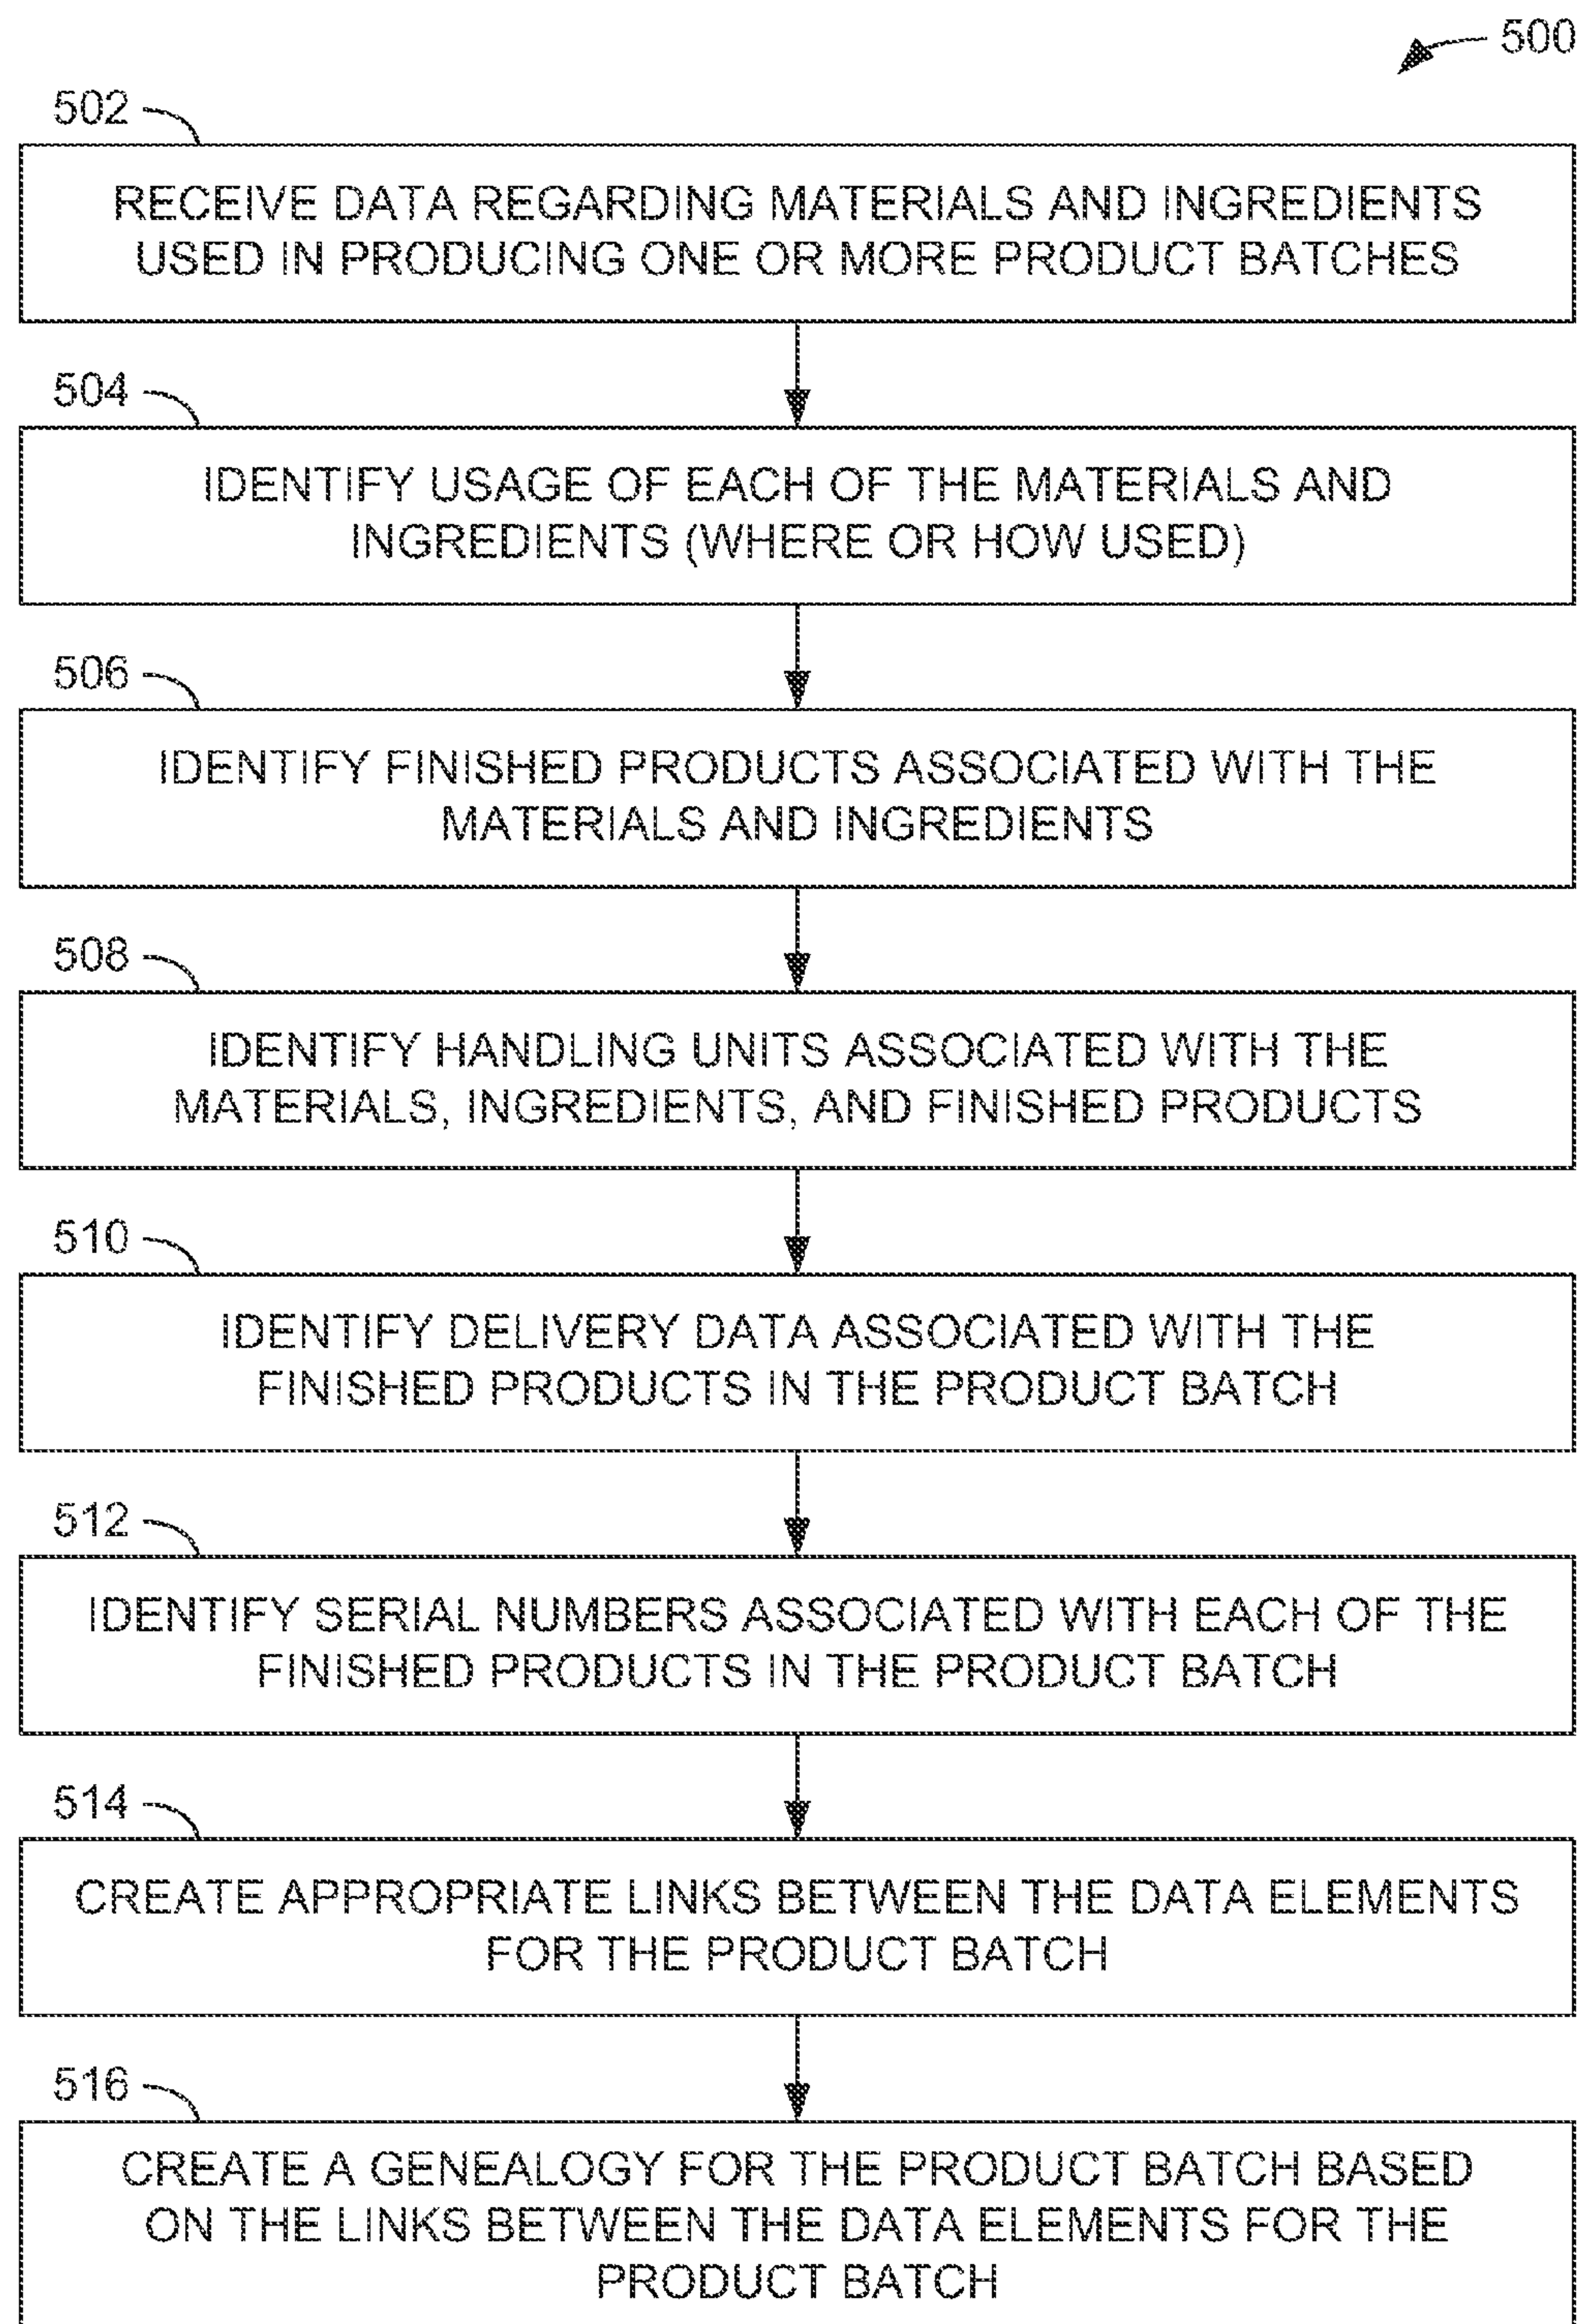 500
502
RECEIVE DATA REGARDING MATERIALS AND INGREDIENTS
USED IN PRODUCING ONE OR MORE PRODUCT BATCHES
504
IDENTIFY USAGE OF EACH OF THE MATERIALS AND
INGREDIENTS (WHERE OR HOW USED)
506
IDENTIFY FINISHED PRODUCTS ASSOCIATED WITH THE
MATERIALS AND INGREDIENTS
508
IDENTIFY HANDLING UNITS ASSOCIATED WITH THE
MATERIALS, INGREDIENTS, AND FINISHED PRODUCTS
510
IDENTIFY DELIVERY DATA ASSOCIATED WITH THE
FINISHED PRODUCTS IN THE PRODUCT BATCH
512
IDENTIFY SERIAL NUMBERS ASSOCIATED WITH EACH OF THE
FINISHED PRODUCTS IN THE PRODUCT BATCH
514
CREATE APPROPRIATE LINKS BETWEEN THE DATA ELEMENTS
FOR THE PRODUCT BATCH
516
CREATE A GENEALOGY FOR THE PRODUCT BATCH BASED
ON THE LINKS BETWEEN THE DATA ELEMENTS FOR THE
PRODUCT BATCH